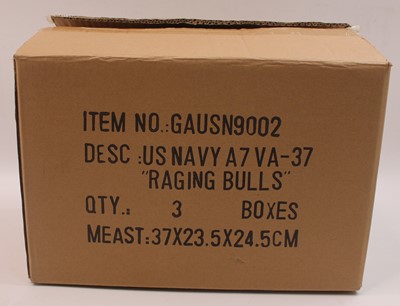 ITEM NO.:GAUSN9002
DESC :US NAVY A7 VA-37
"RAGING BULLS"
QTY.: 3 BOXES
MEAST:37X23.5X24.5CM